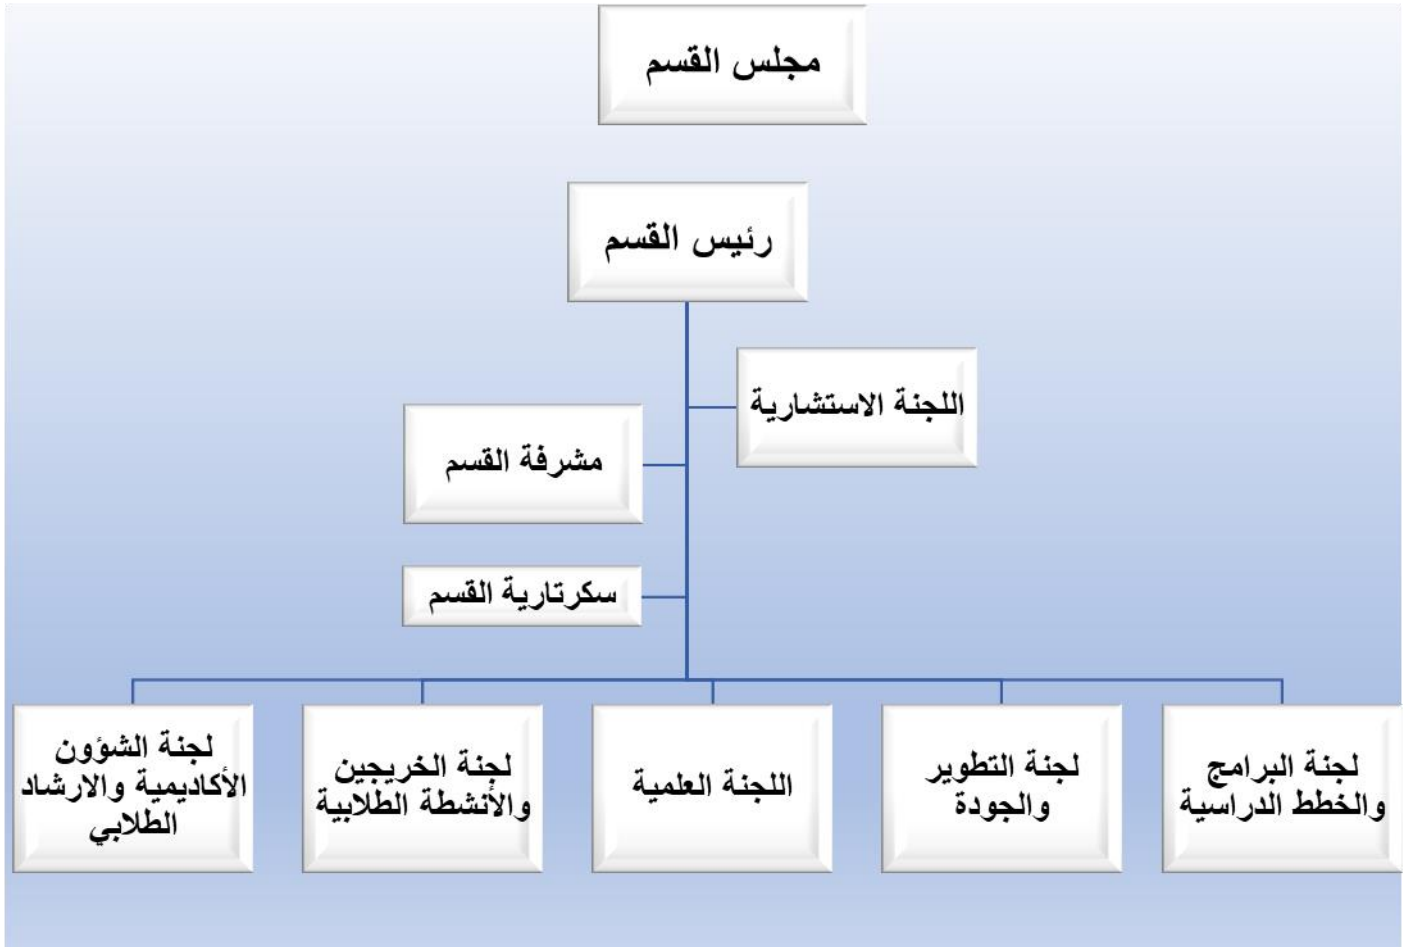 مجلس القسم
رئيس القسم
اللجنة الاستشارية
مشرفة القسم
سكرتارية القسم
لجنة البرامج
والخطط الدراسية
لجنة التطوير
والجودة
اللجنة العلمية
لجنة الخريجين
والأنشطة الطلابية
لجنة الشؤون
الأكاديمية والارشاد
الطلابي